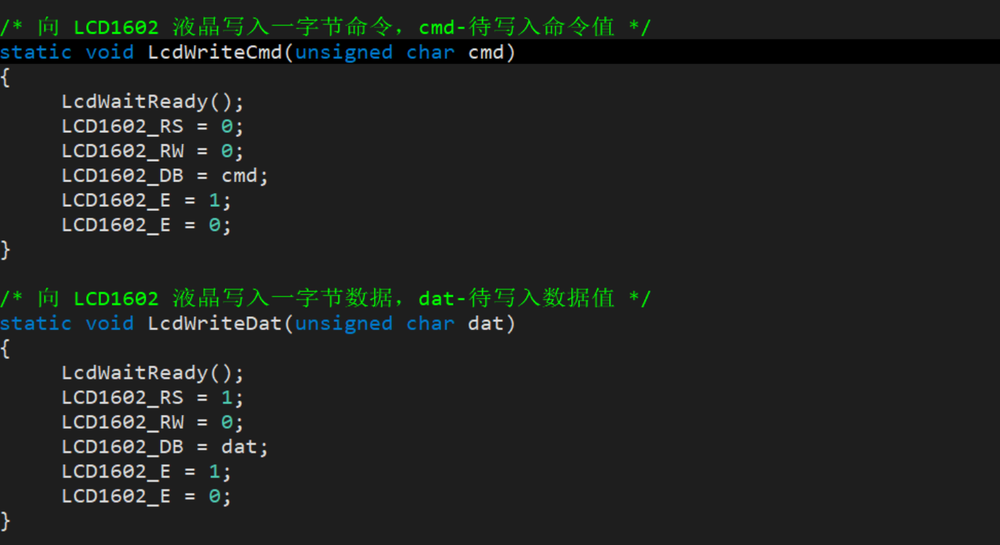 /* 向 LCD1602 液晶写入一字节命令，cmd-待写入命令值 */
static void LcdWriteCmd(unsigned char cmd)
{
LcdWaitReady();
LCD1602_RS = 0;
LCD1602_RW = 0;
LCD1602_DB = cmd;
LCD1602_E = 1;
LCD1602_E = 0;
}
/* 向 LCD1602 液晶写入一字节数据，dat-待写入数据值 */
static void LcdWriteDat(unsigned char dat)
{
LcdWaitReady();
LCD1602_RS = 1;
LCD1602_RW = 0;
LCD1602_DB = dat;
LCD1602_E = 1;
LCD1602_E = 0;
}